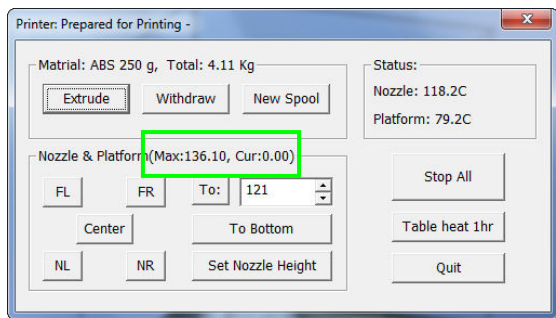 Printer: Prepared for Printing -
Matrial: ABS 250 g, Total: 4.11 Kg
Extrude Withdraw New Spool
Status:
Nozzle: 118.2C
Platform: 79.2C
Nozzle & Platform(Max:136.10, Cur:0.00)
FL FR To: 121
Center To Bottom
NL NR Set Nozzle Height
Stop All
Table heat 1hr
Quit